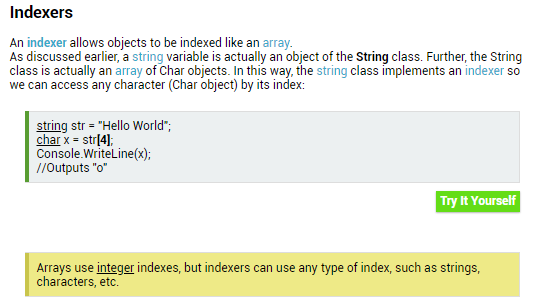 Indexers
An indexer allows objects to be indexed like an array.
As discussed earlier, a string variable is actually an object of the String class. Further, the String
class is actually an array of Char objects. In this way, the string class implements an indexer so
we can access any character (Char object) by its index:
string str = "Hello World";
char x = str[4];
Console.WriteLine(x);
//Outputs "o"
Try It Yourself
Arrays use integer indexes, but indexers can use any type of index, such as strings,
characters, etc.